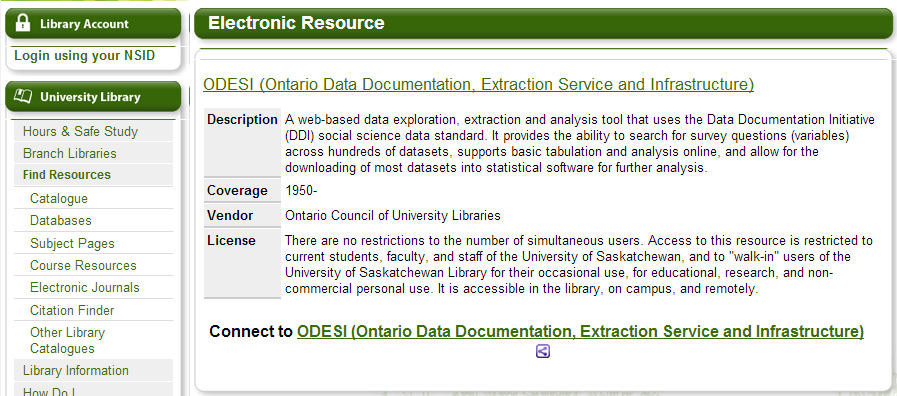 Library Account
Login using your NSID
University Library
Hours & Safe Study
Branch Libraries
Find Resources
Catalogue
Databases
Subject Pages
Course Resources
Electronic Journals
Citation Finder
Other Library
Catalogues
Library Information
How Do I
Electronic Resource
ODESI (Ontario Data Documentation, Extraction Service and Infrastructure)
Description A web-based data exploration, extraction and analysis tool that uses the Data Documentation Initiative
(DDI) social science data standard. It provides the ability to search for survey questions (variables)
across hundreds of datasets, supports basic tabulation and analysis online, and allow for the
downloading of most datasets into statistical software for further analysis.
Coverage 1950-
Vendor Ontario Council of University Libraries
License There are no restrictions to the number of simultaneous users. Access to this resource is restricted to
current students, faculty, and staff of the University of Saskatchewan, and to "walk-in" users of the
University of Saskatchewan Library for their occasional use, for educational, research, and non-
commercial personal use. It is accessible in the library, on campus, and remotely.
Connect to ODESI (Ontario Data Documentation, Extraction Service and Infrastructure)